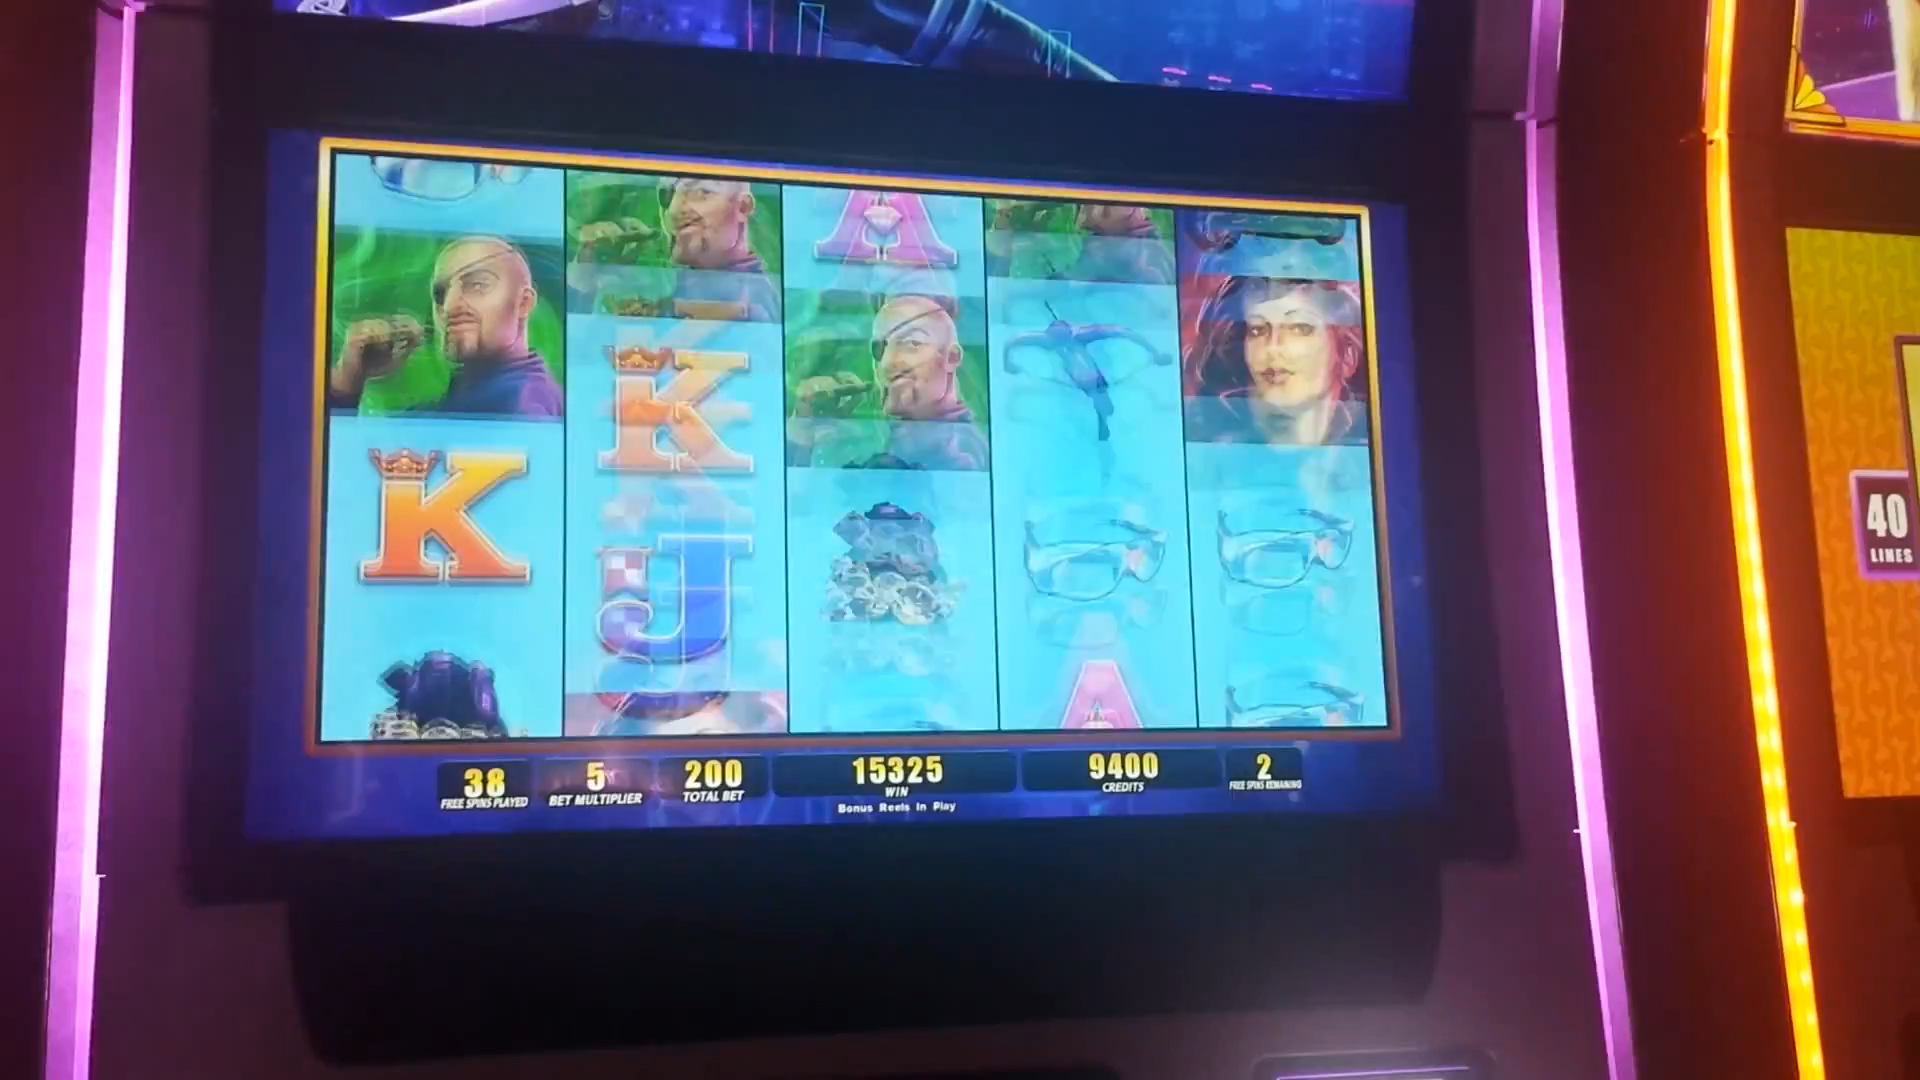 A
K
K
J
A
40
LINES
38
FREE SPINS PLAYED
5
BET MULTIPLIER
200
TOTAL BET
15325
WIN
Bonus Reels In Play
9400
CREDITS
2
FREE SPINS REMAINING